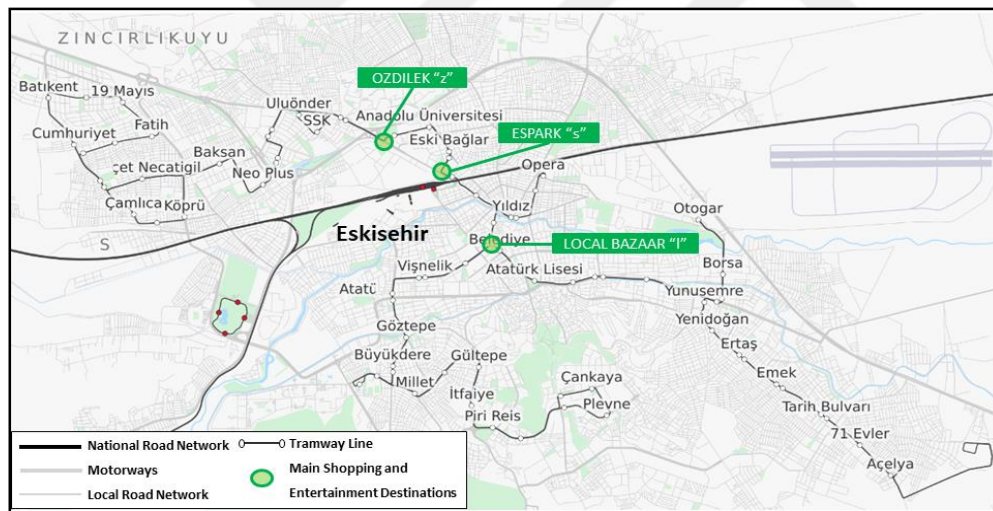 ZINCIRLIKUYU
OZDILEK “z”
Batıkent
19 Mayıs
Uluönder
SSK
Anadolu Üniversitesi
Fatih
Cumhuriyet
Eski Bağlar
ESPARK “s”
Baksan
çet Necatigil
Neo Plus
Opera
Çamlıca
Köprü
Yıldız
Otogar
S
Eskisehir
Belediye
LOCAL BAZAAR “l”
Vişnelik
Atatürk Lisesi
Borsa
Atatü
Yunusemre
Yenidoğan
Göztepe
Ertaş
Büyükdere
Gültepe
Emek
Millet
Çankaya
İtfaiye
Plevne
Tarih Bulvarı
Piri Reis
71 Evler
Açelya
National Road Network
Tramway Line
Motorways
Main Shopping and
Entertainment Destinations
Local Road Network